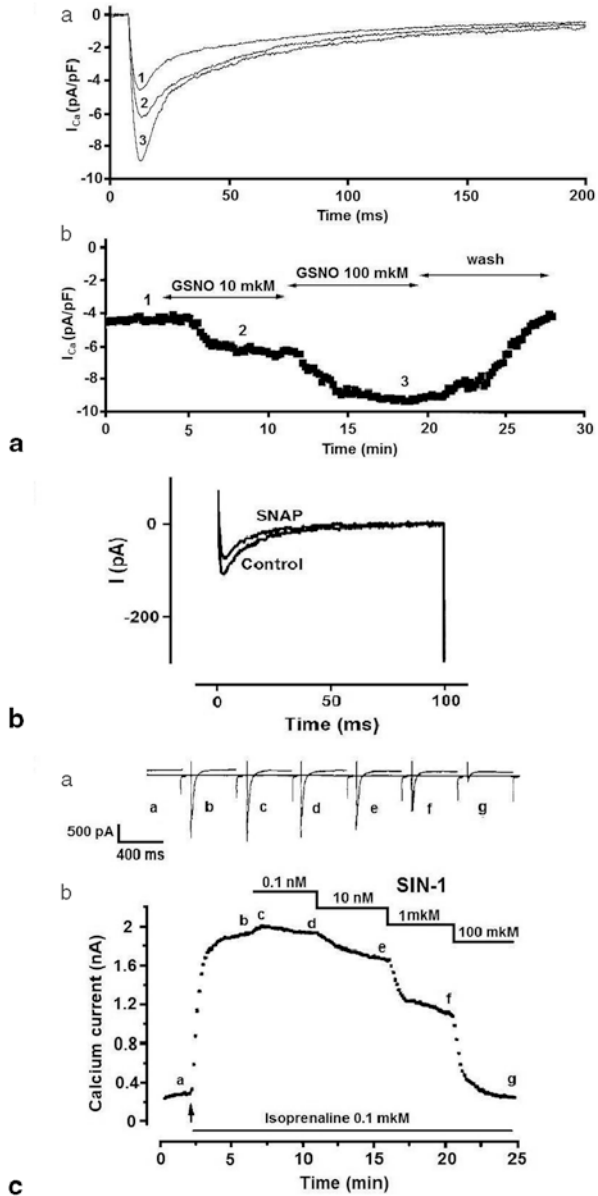 a
0
-2
-4
-6
-8
-10
I_Ca (pA/pF)
1
2
3
0 50 100 150 200
Time (ms)
b
0
-2
-4
-6
-8
-10
I_Ca (pA/pF)
1 GSNO 10 mkM GSNO 100 mkM wash
2
3
0 5 10 15 20 25 30
Time (min)
a
0
-200
I (pA)
SNAP
Control
0 50 100
Time (ms)
b
a
a b c d e f g
500 pA
400 ms
b
SIN-1
0.1 nM 10 nM 1mkM 100 mkM
2
1.6
1.2
0.8
0.4
0
Calcium current (nA)
a b c d e f g
Isoprenaline 0.1 mkM
0 5 10 15 20 25
Time (min)
c